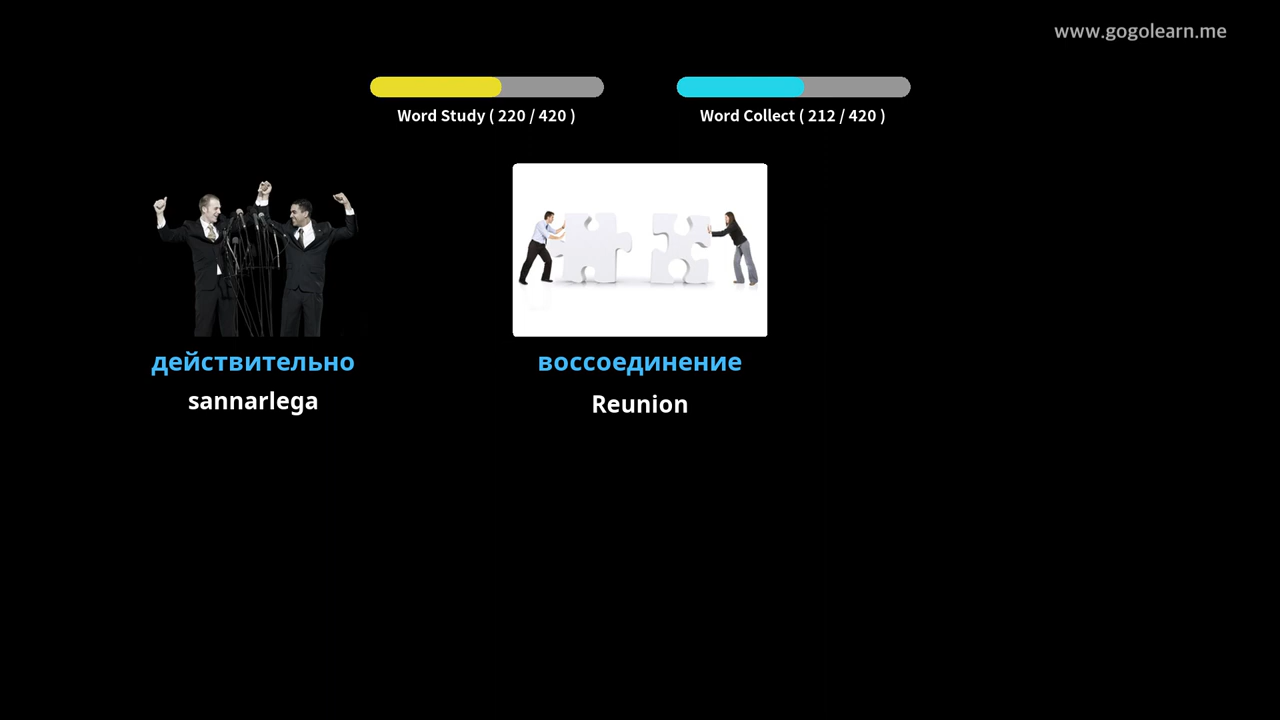 www.gogolearn.me
Word Study ( 220 / 420 )
Word Collect ( 212 / 420 )
действительно
sannarlega
воссоединение
Reunion